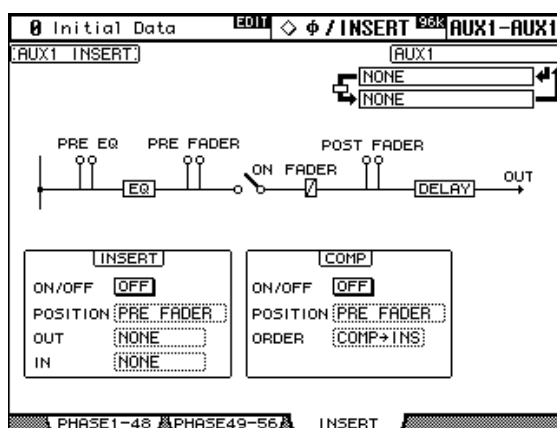 0 Initial Data EDIT ◇ Φ/INSERT 96k AUX1-AUX1
AUX1 INSERT
AUX1
NONE
NONE
PRE EQ PRE FADER POST FADER
ON FADER OUT
EQ DELAY
INSERT
ON/OFF OFF
POSITION PRE FADER
OUT NONE
IN NONE
COMP
ON/OFF OFF
POSITION PRE FADER
ORDER COMP→INS
PHASE1-48 PHASE49-56 INSERT